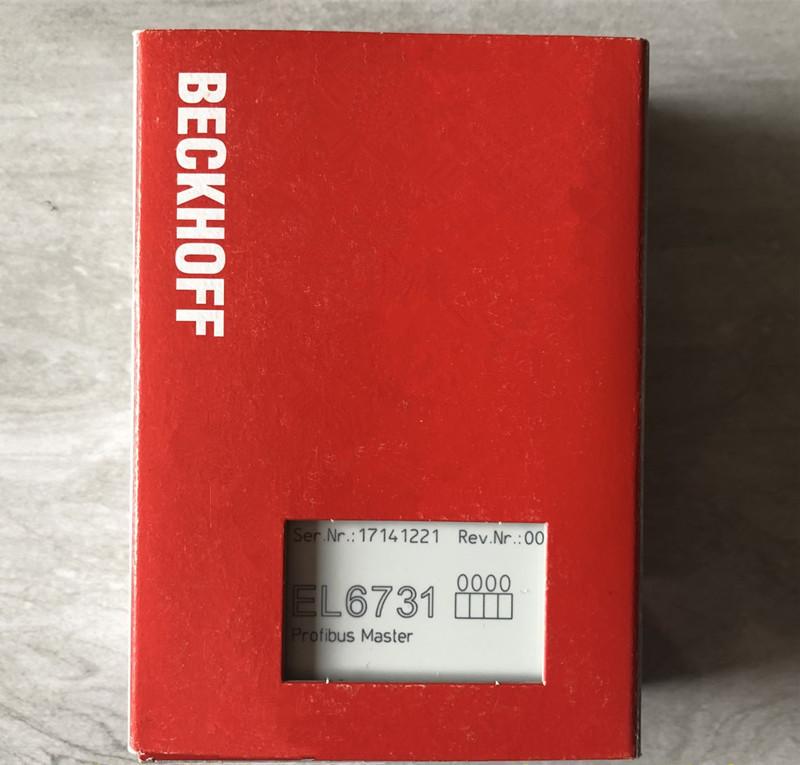 BECKHOFF
Ser.Nr.:17141221 Rev.Nr.:00
EL6731 0000
Profibus Master